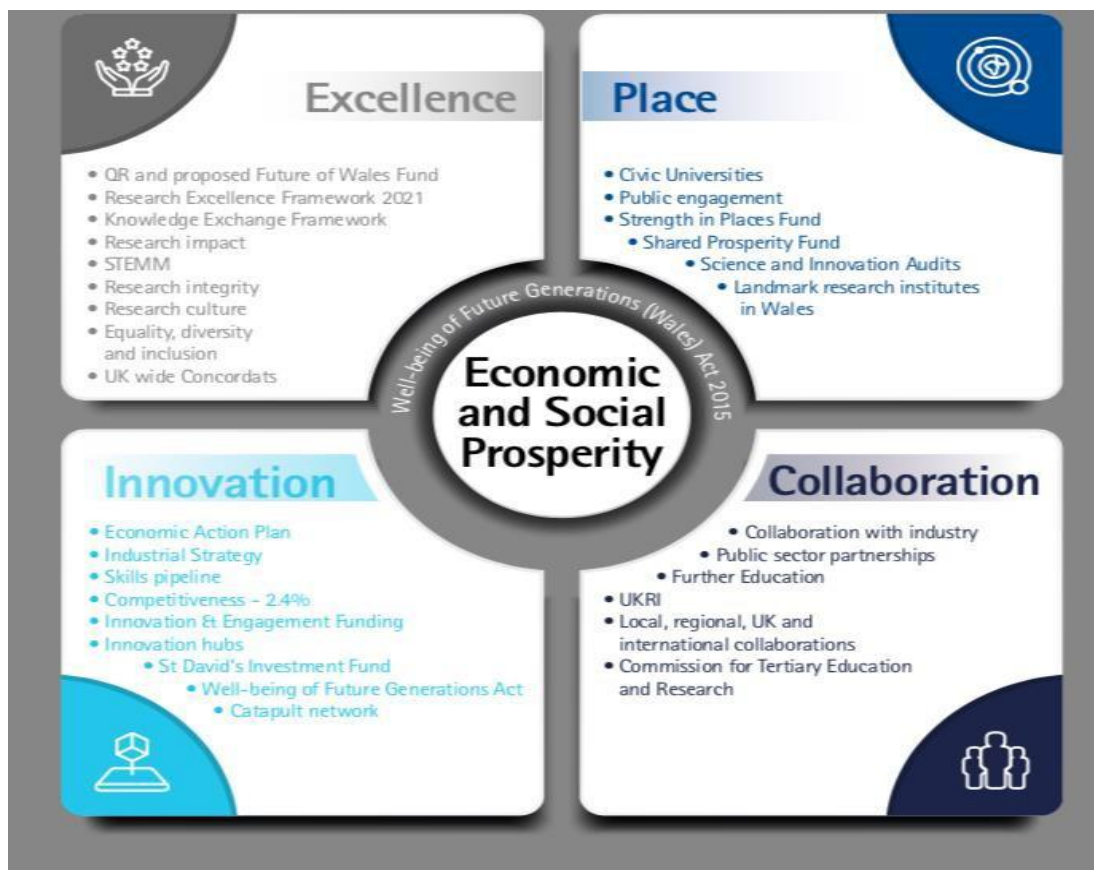 Excellence
• QR and proposed Future of Wales Fund
• Research Excellence Framework 2021
• Knowledge Exchange Framework
• Research impact
• STEMM
• Research integrity
• Research culture
• Equality, diversity
and inclusion
• UK wide Concordats
Place
• Civic Universities
• Public engagement
• Strength in Places Fund
• Shared Prosperity Fund
• Science and Innovation Audits
• Landmark research institutes
in Wales
Well-being of Future Generations (Wales) Act 2015
Economic
and Social
Prosperity
Innovation
• Economic Action Plan
• Industrial Strategy
• Skills pipeline
• Competitiveness – 2.4%
• Innovation & Engagement Funding
• Innovation hubs
• St David's Investment Fund
• Well-being of Future Generations Act
• Catapult network
Collaboration
• Collaboration with industry
• Public sector partnerships
• Further Education
• UKRI
• Local, regional, UK and
international collaborations
• Commission for Tertiary Education
and Research